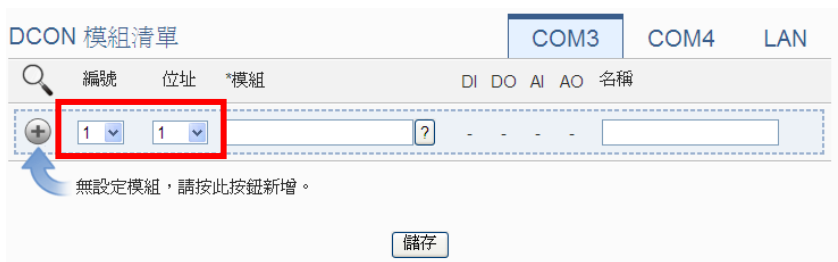 DCON 模組清單 COM3 COM4 LAN
編號 位址 *模組 DI DO AI AO 名稱
1 1 ? - - - -
無設定模組，請按此按鈕新增。
儲存